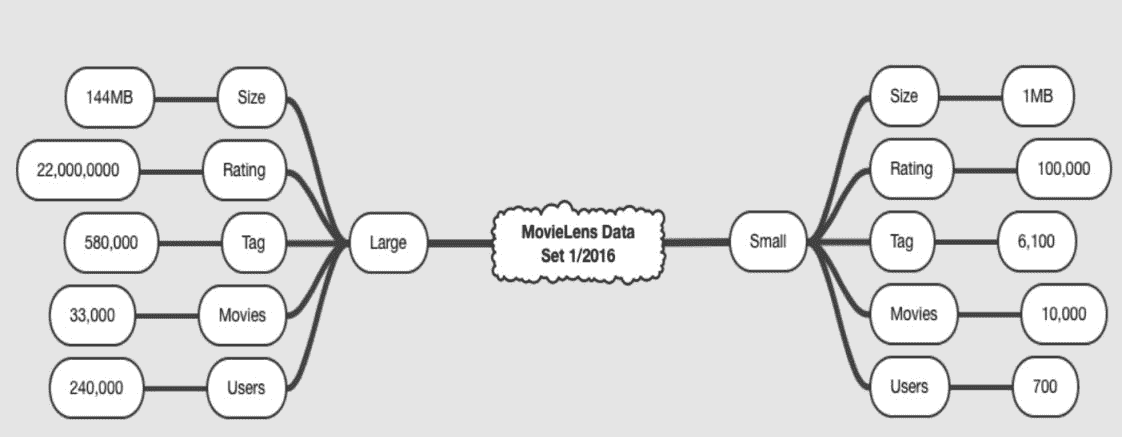 144MB
Size
22,000,0000
Rating
580,000
Tag
33,000
Movies
240,000
Users
Large
MovieLens Data
Set 1/2016
Small
Size
1MB
Rating
100,000
Tag
6,100
Movies
10,000
Users
700